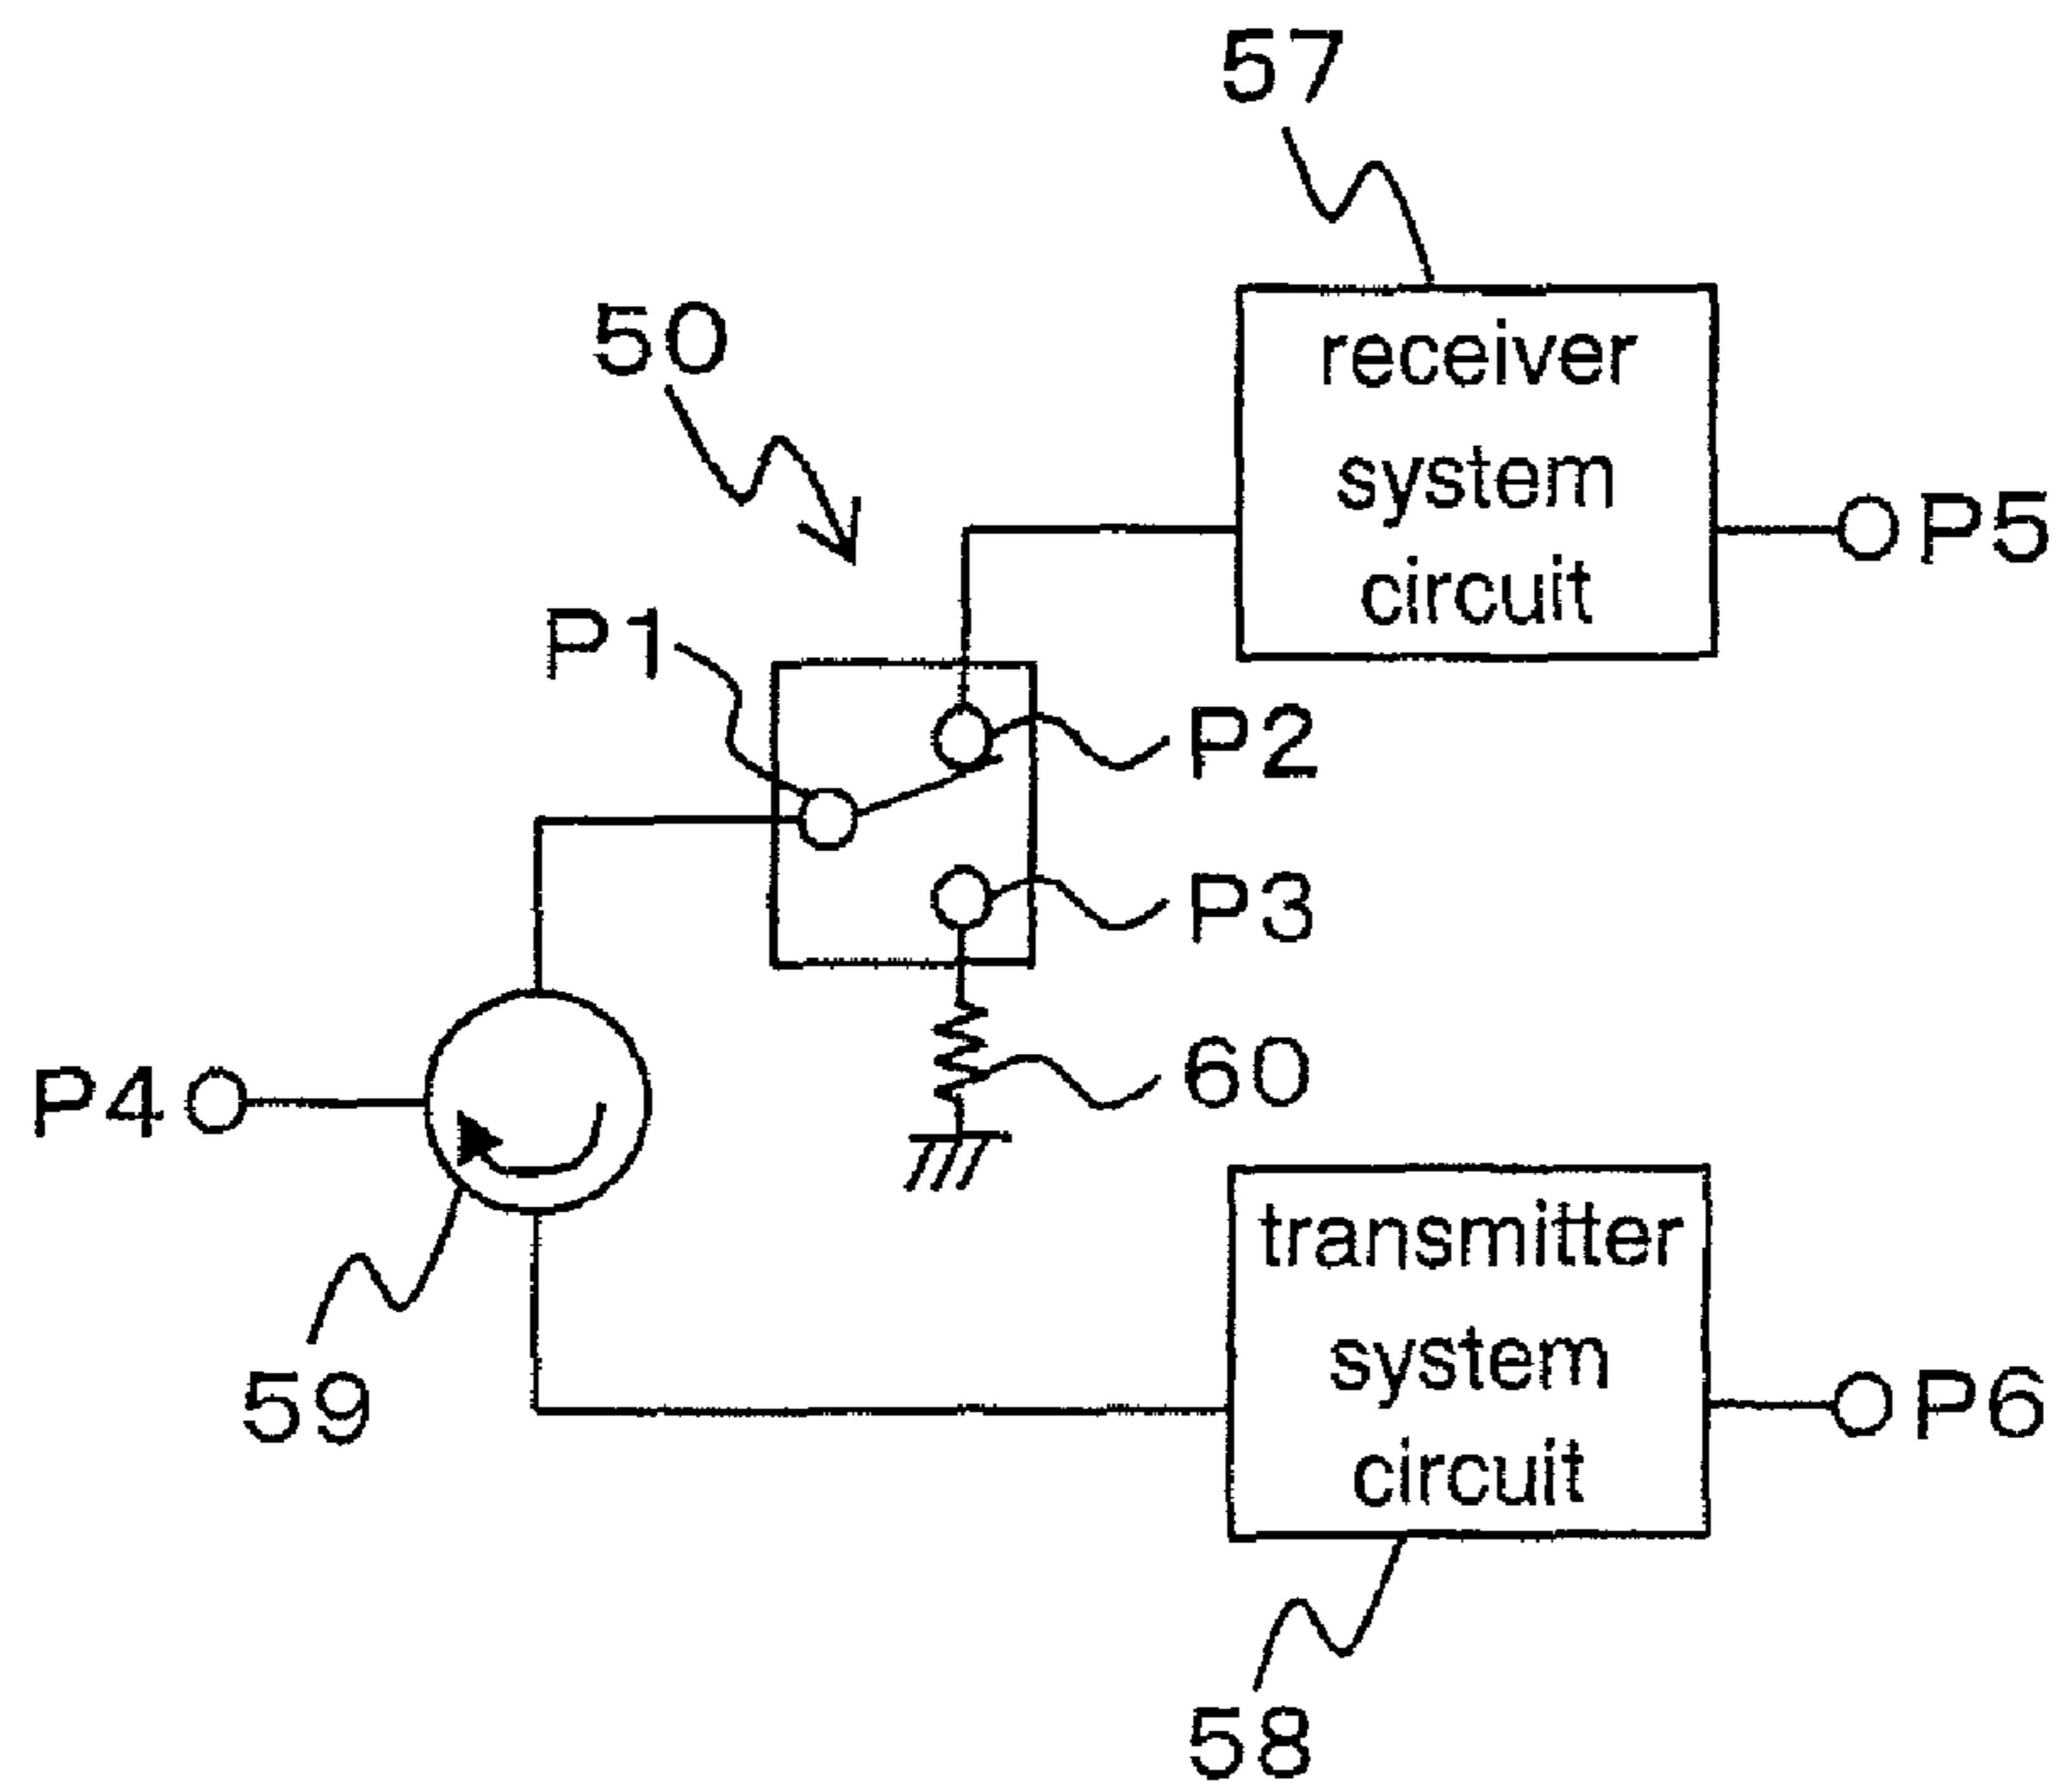 57
50
receiver
system
circuit
P5
P1
P2
P3
P4
60
transmitter
system
circuit
P6
59
58